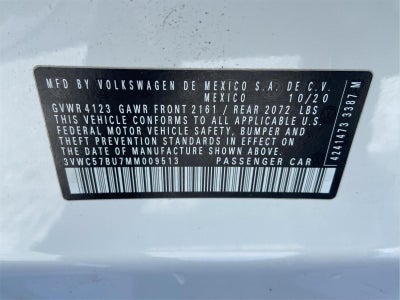 MFD BY VOLKSWAGEN DE MEXICO S.A. DE C.V.
MEXICO 10/20
GVWR 4123 GAWR FRONT 2161 / REAR 2072 LBS
THIS VEHICLE CONFORMS TO ALL APPLICABLE U.S.
FEDERAL MOTOR VEHICLE SAFETY, BUMPER AND
THEFT PREVENTION STANDARDS IN EFFECT ON
THE DATE OF MANUFACTURE SHOWN ABOVE
3VWC57BU7MM009513 PASSENGER CAR
4241473 3387 M